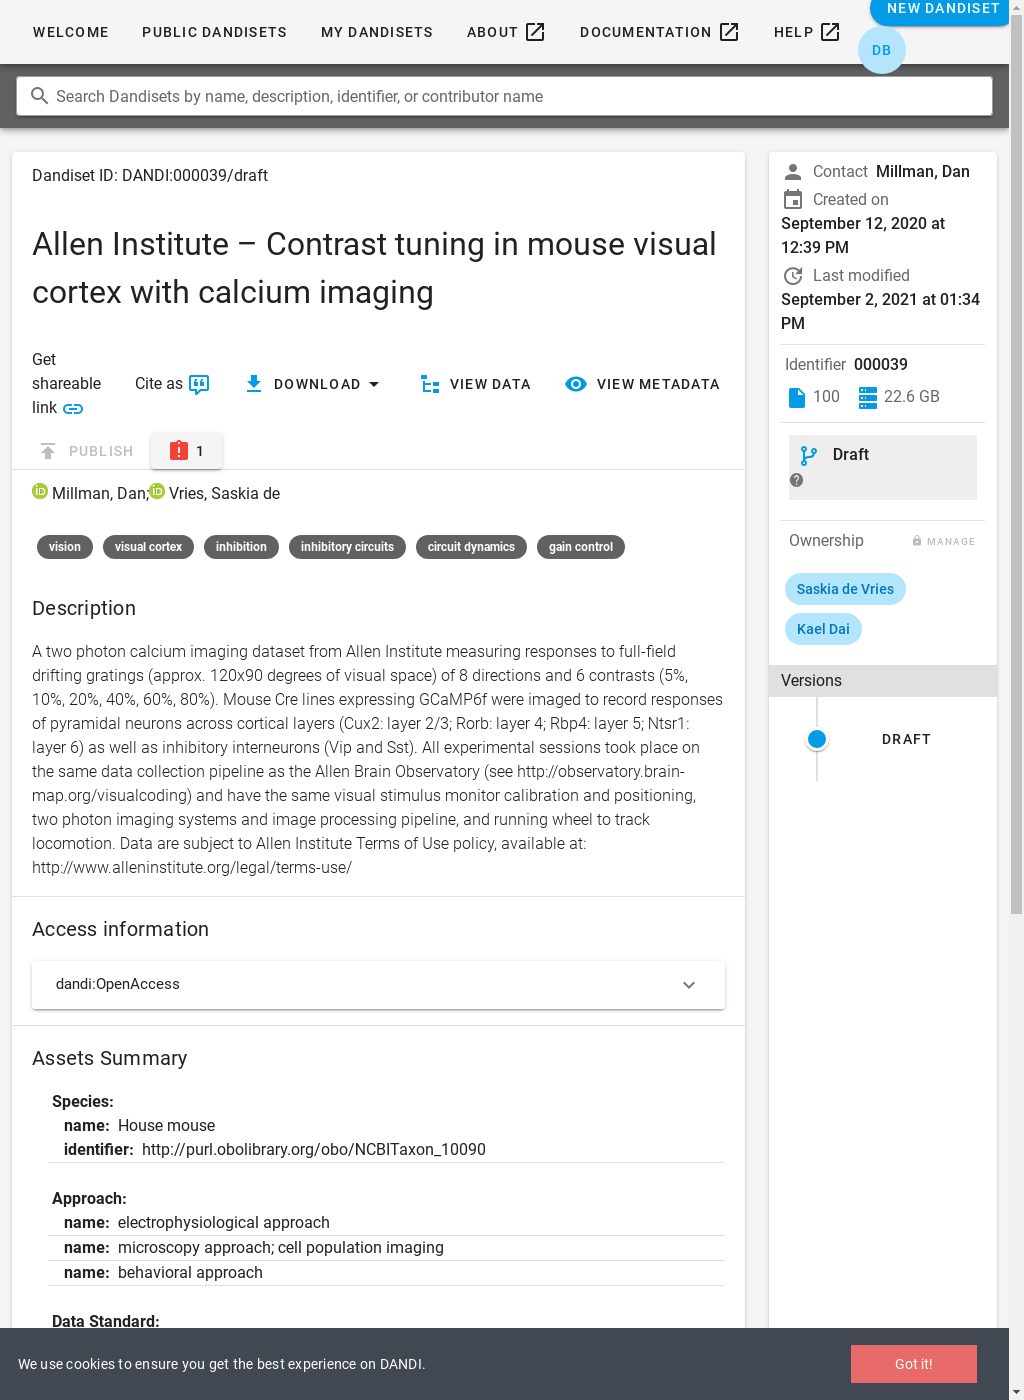 NEW DANDISET
WELCOME PUBLIC DANDISETS MY DANDISETS ABOUT DOCUMENTATION HELP
DB
Search Dandisets by name, description, identifier, or contributor name
Dandiset ID: DANDI:000039/draft
Allen Institute – Contrast tuning in mouse visual
cortex with calcium imaging
Get
shareable
link
Cite as
DOWNLOAD
VIEW DATA
VIEW METADATA
PUBLISH
1
iD Millman, Dan; iD Vries, Saskia de
vision visual cortex inhibition inhibitory circuits circuit dynamics gain control
Description
A two photon calcium imaging dataset from Allen Institute measuring responses to full-field
drifting gratings (approx. 120x90 degrees of visual space) of 8 directions and 6 contrasts (5%,
10%, 20%, 40%, 60%, 80%). Mouse Cre lines expressing GCaMP6f were imaged to record responses
of pyramidal neurons across cortical layers (Cux2: layer 2/3; Rorb: layer 4; Rbp4: layer 5; Ntsr1:
layer 6) as well as inhibitory interneurons (Vip and Sst). All experimental sessions took place on
the same data collection pipeline as the Allen Brain Observatory (see http://observatory.brain-
map.org/visualcoding) and have the same visual stimulus monitor calibration and positioning,
two photon imaging systems and image processing pipeline, and running wheel to track
locomotion. Data are subject to Allen Institute Terms of Use policy, available at:
http://www.alleninstitute.org/legal/terms-use/
Access information
dandi:OpenAccess
Assets Summary
Species:
name: House mouse
identifier: http://purl.obolibrary.org/obo/NCBITaxon_10090
Approach:
name: electrophysiological approach
name: microscopy approach; cell population imaging
name: behavioral approach
Data Standard:
Contact Millman, Dan
Created on
September 12, 2020 at
12:39 PM
Last modified
September 2, 2021 at 01:34
PM
Identifier 000039
100 22.6 GB
Draft
?
Ownership MANAGE
Saskia de Vries
Kael Dai
Versions
DRAFT
We use cookies to ensure you get the best experience on DANDI.
Got it!